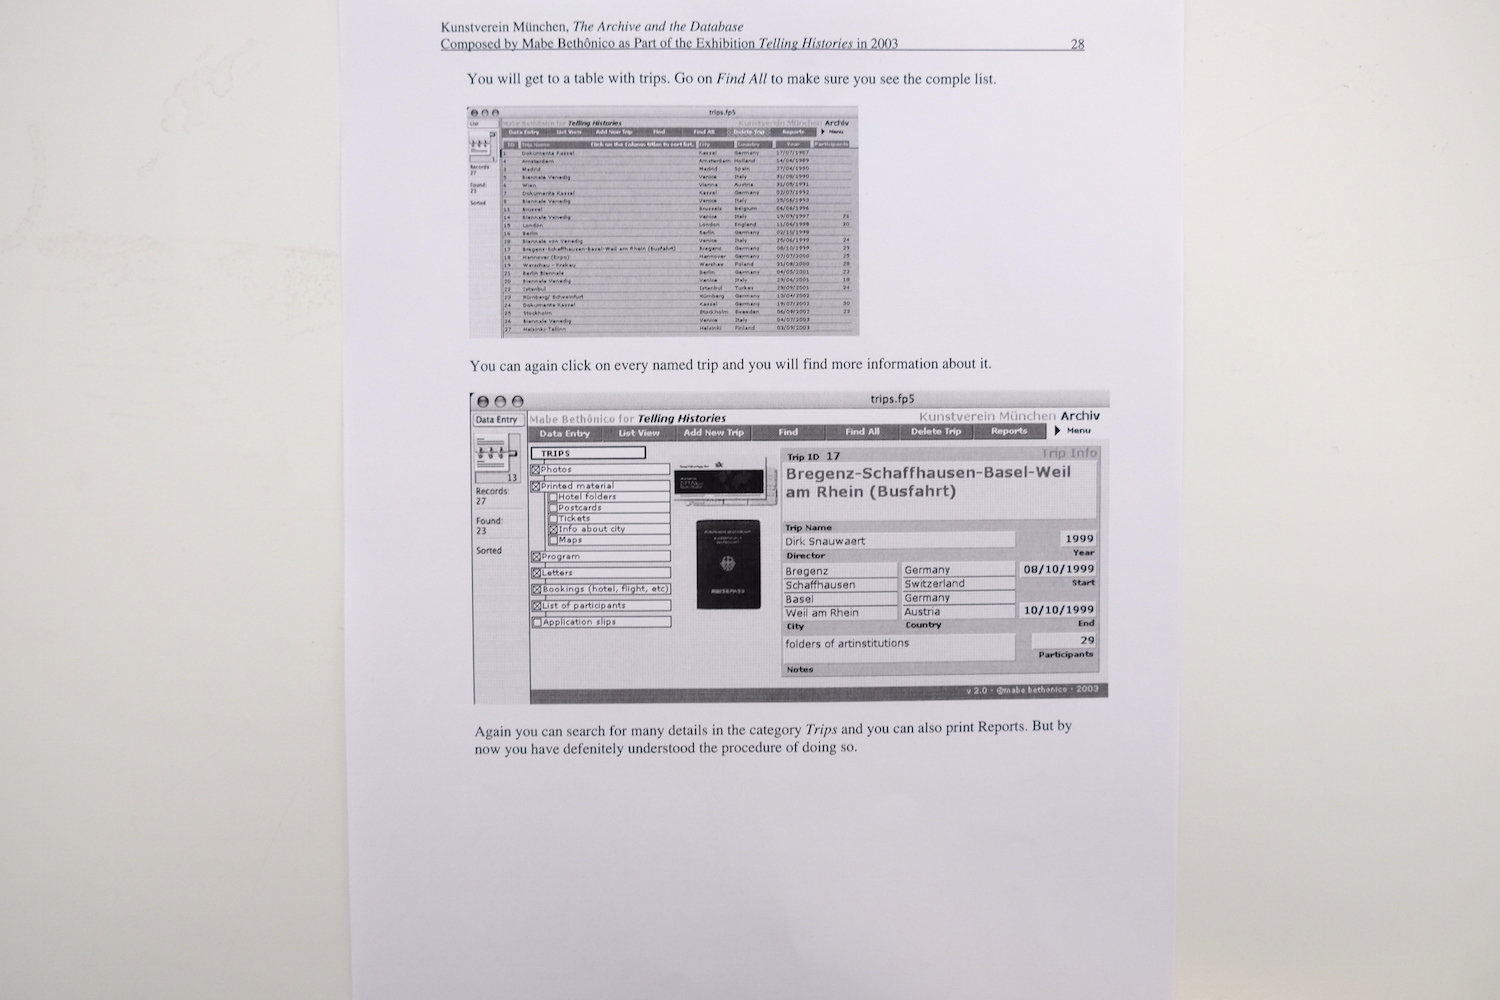 Kunstverein München, The Archive and the Database
Composed by Mabe Bethônico as Part of the Exhibition Telling Histories in 2003 28
You will get to a table with trips. Go on Find All to make sure you see the comple list.
trips.fp5
Mabe Bethônico for Telling Histories Kunstverein München Archiv
Data Entry List View Add New Trip Find Find All Delete Trip Reports Menu
ID Trip Name Click on the Column titles to sort list. City Country Year Participants
Records: 27
Found: 23
Sorted
1 Dokumenta Kassel Kassel Germany 17/07/1987
Amsterdam Amsterdam Holland 14/04/1989
Madrid Madrid Spain 27/04/1990
Biennale Venedig Venice Italy 31/08/1990
Wien Vienna Austria 31/05/1991
7 Dokumenta Kassel Kassel Germany 02/07/1992
Biennale Venedig Venice Italy
Brüssel Brussels Belgium
14 Biennale Venedig Venice Italy 19/09/1997 21
15 London London England 11/06/1998 20
16 Berlin Berlin Germany 02/10/1998
Biennale von Venedig Venice Italy 25/06/1999 24
17 Bregenz-Schaffhausen-Basel-Weil am Rhein (Busfahrt) Bregenz Germany 08/10/1999 29
18 Hannover (Expo) Hannover Germany 07/07/2000 25
19 Warschau - Krakau Warshaw Poland 31/08/2000 28
21 Berlin Biennale Berlin Germany 04/05/2001 22
20 Biennale Venedig Venice Italy 29/06/2001 18
22 Istanbul Istanbul Turkey 29/09/2001 24
23 Nürnberg/ Schweinfurt Nürnberg Germany 18/04/2002
24 Dokumenta Kassel Kassel Germany 19/07/2002 30
25 Stockholm Stockholm Sweeden 06/09/2002 23
26 Biennale Venedig Venice Italy 04/07/2003
27 Helsinki-Tallinn Helsinki Finland 03/09/2003
You can again click on every named trip and you will find more information about it.
trips.fp5
Data Entry Mabe Bethônico for Telling Histories Kunstverein München Archiv
Data Entry List View Add New Trip Find Find All Delete Trip Reports Menu
13
Records:
27
Found:
23
Sorted
TRIPS
Photos
Printed material
Hotel folders
Postcards
Tickets
Info about city
Maps
Program
Letters
Bookings (hotel, flight, etc)
List of participants
Application slips
REISEPASS
Trip ID 17 Trip Info
Bregenz-Schaffhausen-Basel-Weil
am Rhein (Busfahrt)
Trip Name
Dirk Snauwaert 1999
Director Year
Bregenz Germany 08/10/1999
Schaffhausen Switzerland Start
Basel Germany
Weil am Rhein Austria 10/10/1999
City Country End
folders of artinstitutions 29
Participants
Notes
v 2.0 - @mabe bethonico - 2003
Again you can search for many details in the category Trips and you can also print Reports. But by
now you have defenitely understood the procedure of doing so.